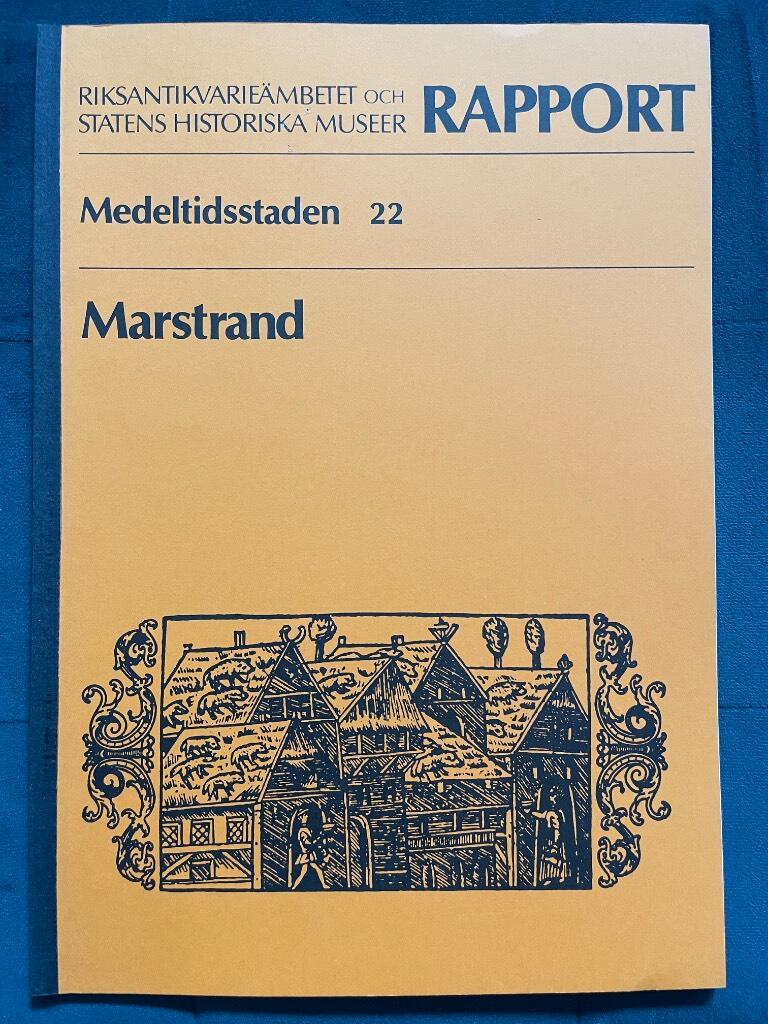 RIKSANTIKVARIEÄMBETET OCH
STATENS HISTORISKA MUSEER RAPPORT
Medeltidsstaden 22
Marstrand